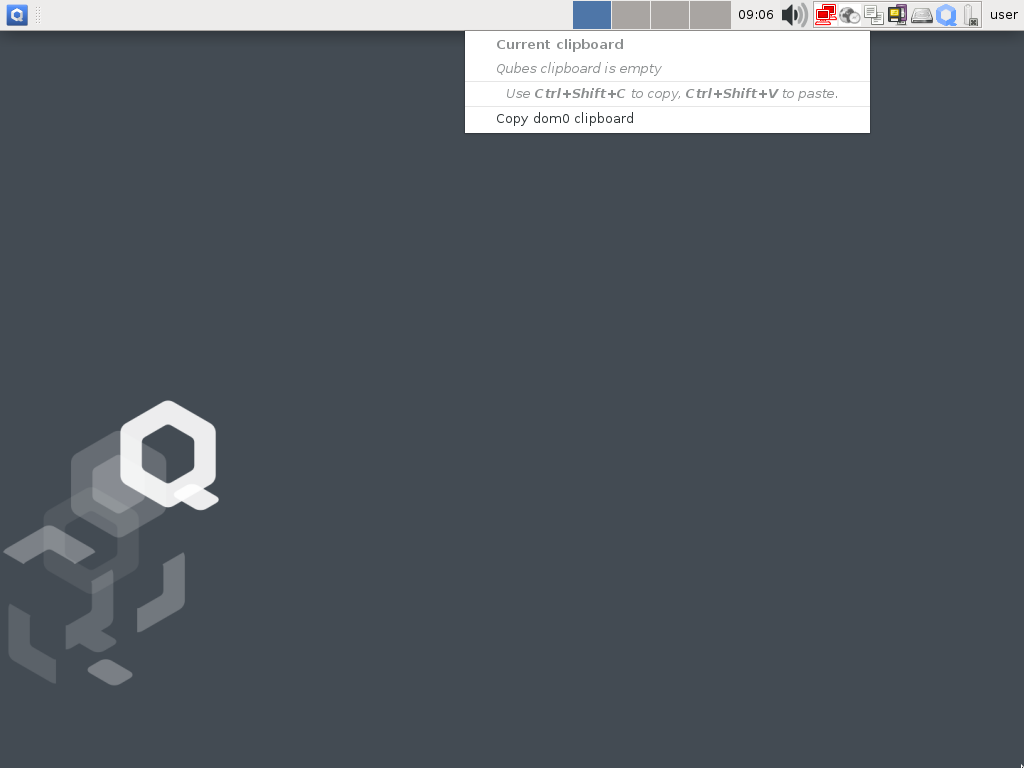 09:06
user
Current clipboard
Qubes clipboard is empty
Use Ctrl+Shift+C to copy, Ctrl+Shift+V to paste.
Copy dom0 clipboard